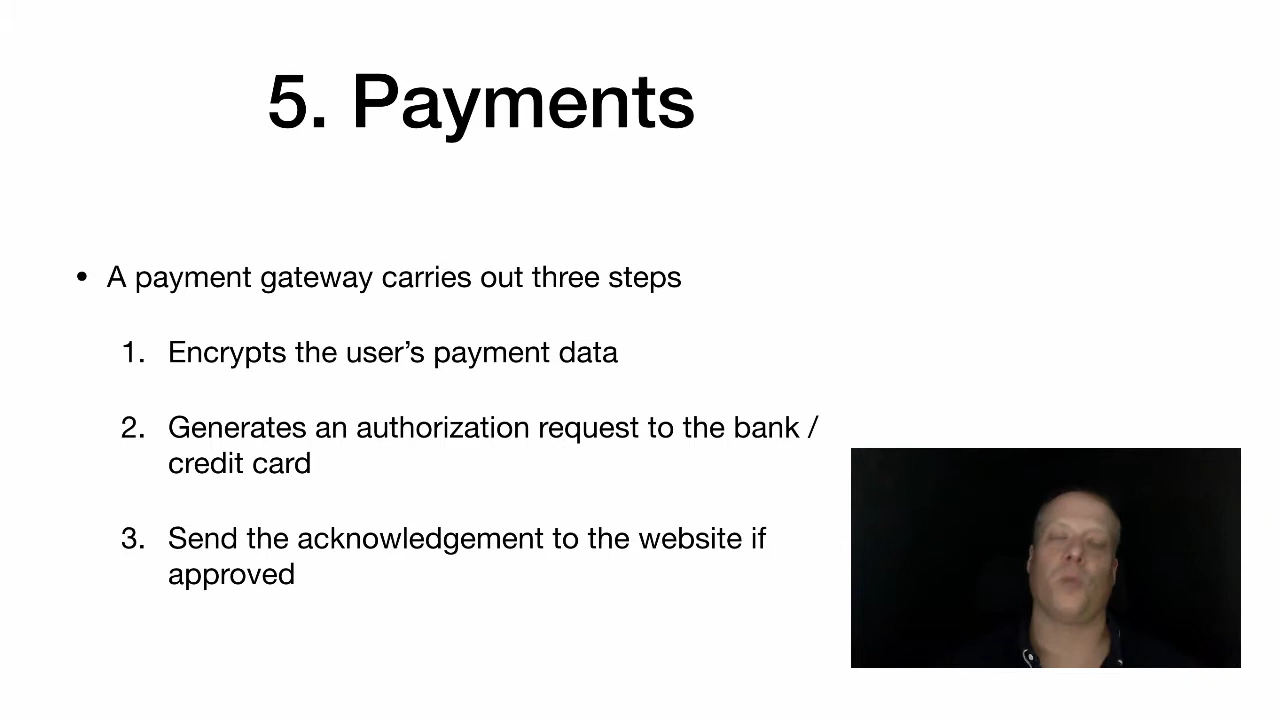 5. Payments
• A payment gateway carries out three steps
1. Encrypts the user’s payment data
2. Generates an authorization request to the bank /
credit card
3. Send the acknowledgement to the website if
approved